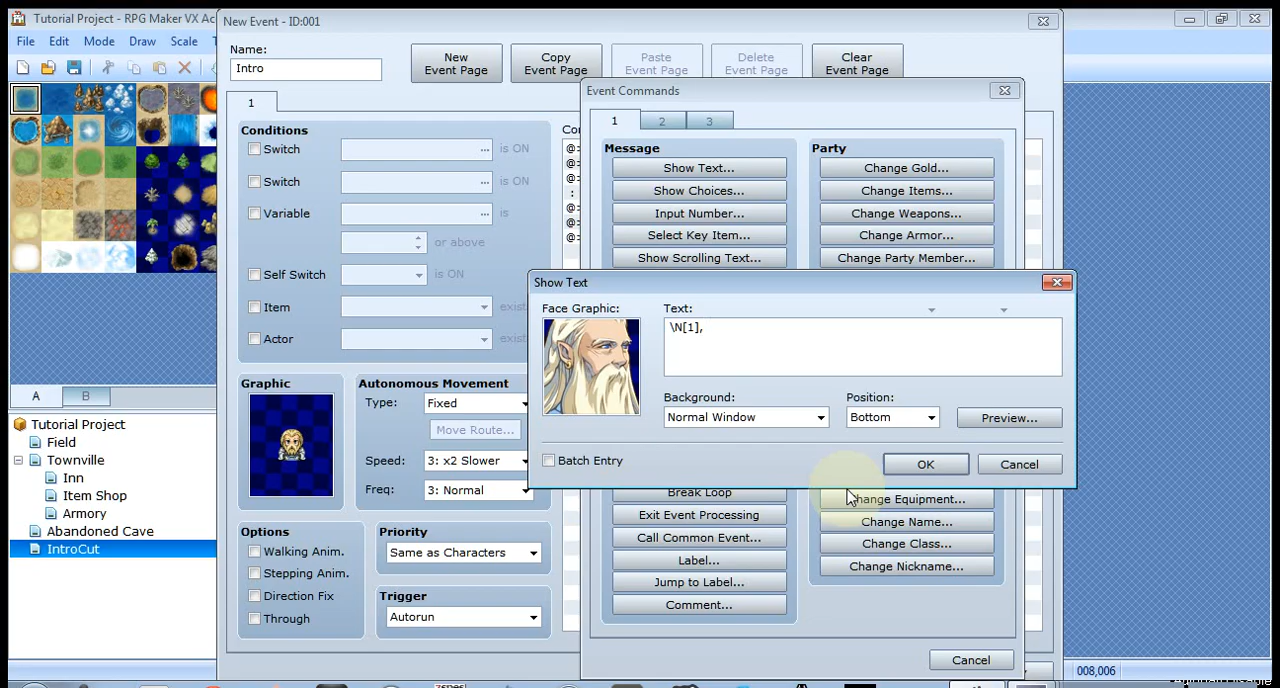 Tutorial Project - RPG Maker VX Ac
File Edit Mode Draw Scale
New Event - ID:001
Name:
Intro
New Event Page
Copy Event Page
Paste Event Page
Delete Event Page
Clear Event Page
1
Conditions
Switch ... is ON
Switch ... is ON
Variable ... is
or above
Self Switch is ON
Item exist
Actor exist
Graphic
Autonomous Movement
Type: Fixed
Move Route...
Speed: 3: x2 Slower
Freq: 3: Normal
Options
Walking Anim.
Stepping Anim.
Direction Fix
Through
Priority
Same as Characters
Trigger
Autorun
Co
@>
@>
@>
:
@>
@>
@>
Event Commands
1 2 3
Message
Show Text...
Show Choices...
Input Number...
Select Key Item...
Show Scrolling Text...
Party
Change Gold...
Change Items...
Change Weapons...
Change Armor...
Change Party Member...
Show Text
Face Graphic:
Text:
\N[1],
Background:
Normal Window
Position:
Bottom
Preview...
Batch Entry
OK
Cancel
Break Loop
Exit Event Processing
Call Common Event...
Label...
Jump to Label...
Comment...
Change Equipment...
Change Name...
Change Class...
Change Nickname...
Cancel
A B
Tutorial Project
Field
Townville
Inn
Item Shop
Armory
Abandoned Cave
IntroCut
008,006